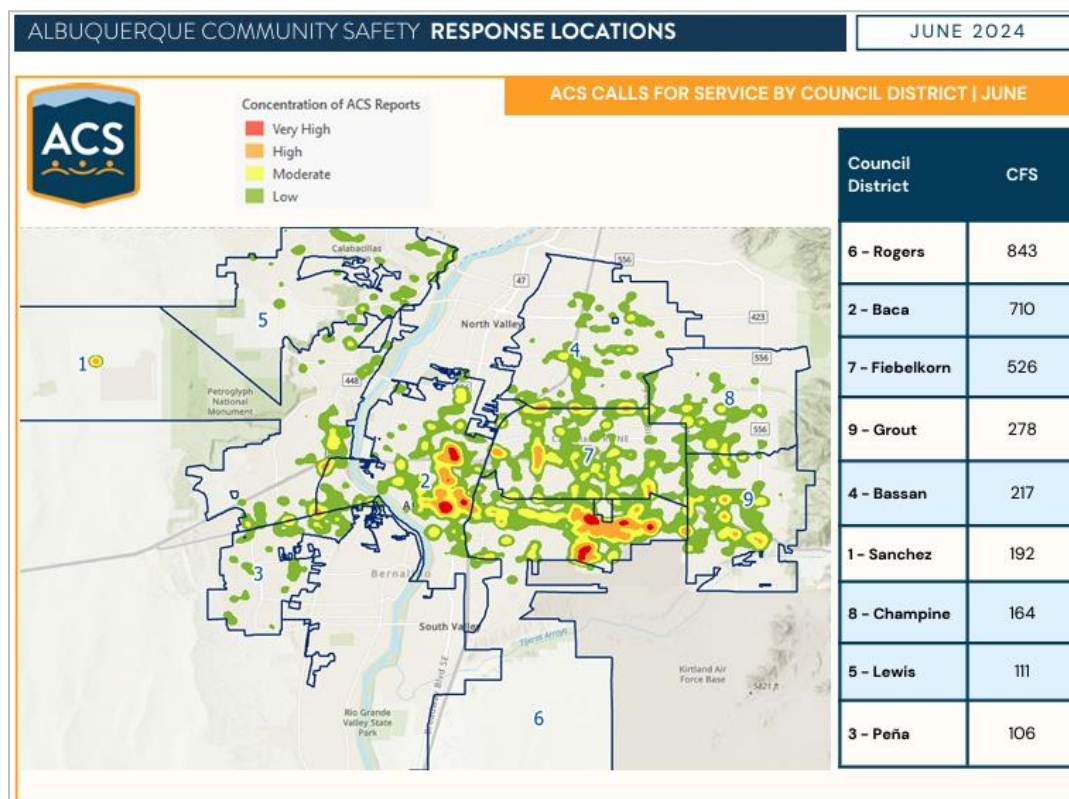 ALBUQUERQUE COMMUNITY SAFETY RESPONSE LOCATIONS
JUNE 2024
ACS CALLS FOR SERVICE BY COUNCIL DISTRICT | JUNE
ACS
Concentration of ACS Reports
Very High
High
Moderate
Low
Council District CFS
6 – Rogers 843
2 – Baca 710
7 – Fiebelkorn 526
9 – Grout 278
4 – Bassan 217
1 – Sanchez 192
8 – Champine 164
5 – Lewis 111
3 – Peña 106
Calabacillas
556
47
5
North Valley
423
4
1
556
448
Petroglyph
National
Monument
8
556
7
2
9
3
Bernalillo
South Valley
Tijeras Arroyo
Kirtland Air
Force Base
5821 ft
Blvd SE
6
Rio Grande
Valley State
Park